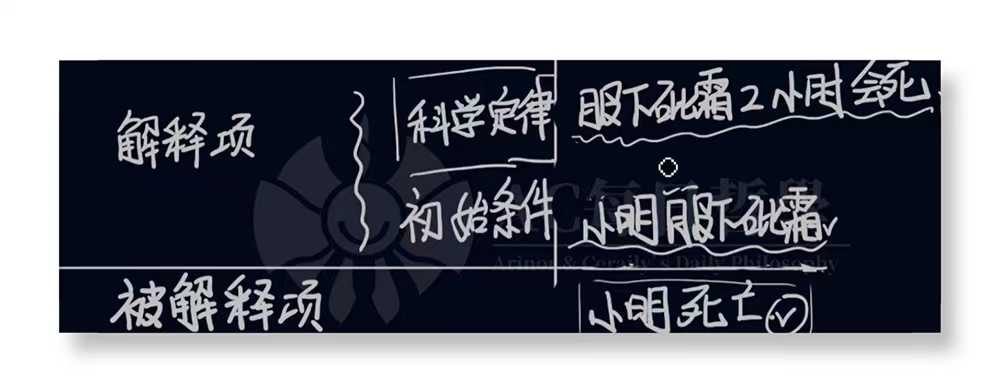 科学定律 服下砒霜2小时会死
解释项
初始条件 小明服下砒霜
AC每日哲學
Arinor & Coraily's Daily Philosophy
被解释项 小明死亡